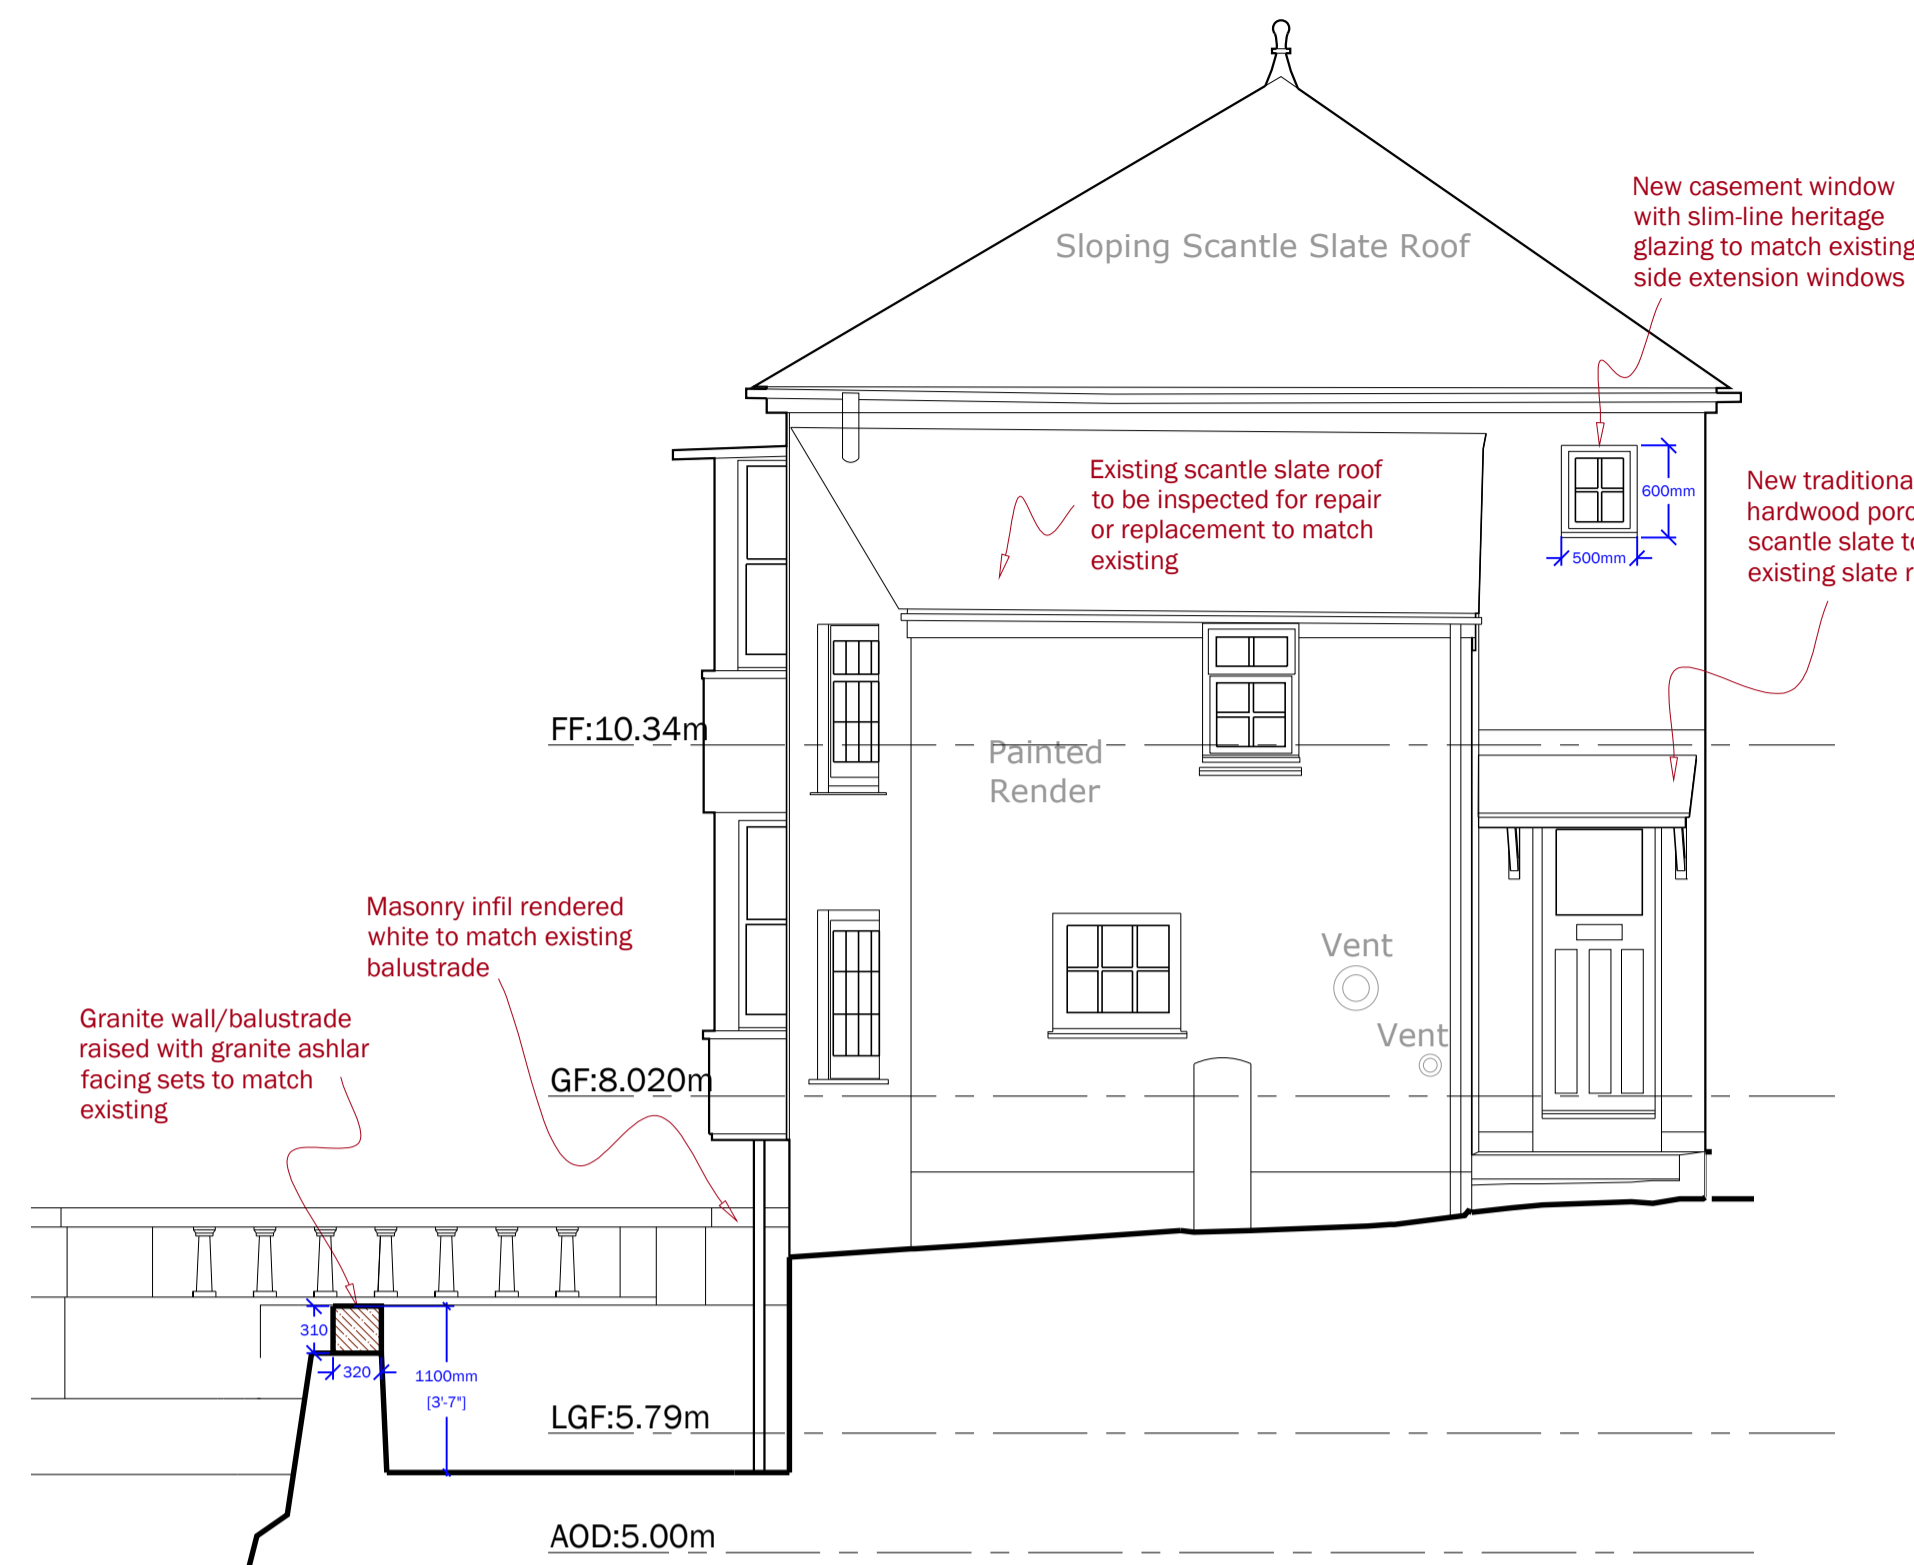 Sloping Scantle Slate Roof
New casement window
with slim-line heritage
glazing to match existing
side extension windows
Existing scantle slate roof
to be inspected for repair
or replacement to match
existing
600mm
500mm
New traditiona
hardwood porc
scantle slate to
existing slate r
FF:10.34m
Painted
Render
Masonry infil rendered
white to match existing
balustrade
Vent
Vent
Granite wall/balustrade
raised with granite ashlar
facing sets to match
existing
GF:8.020m
310
320
1100mm
[3'-7"]
LGF:5.79m
AOD:5.00m